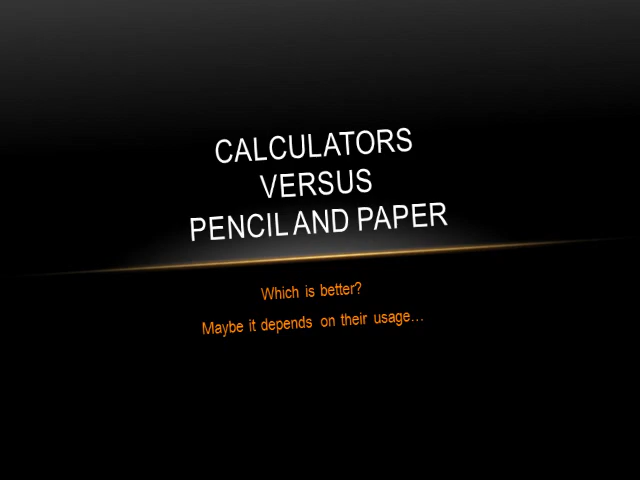 CALCULATORS
VERSUS
PENCIL AND PAPER
Which is better?
Maybe it depends on their usage...